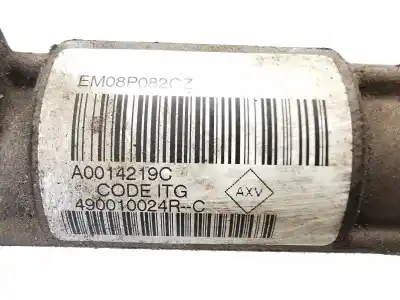 EM08P082CZ
A0014219C
CODE ITG
AXV
490010024R--C